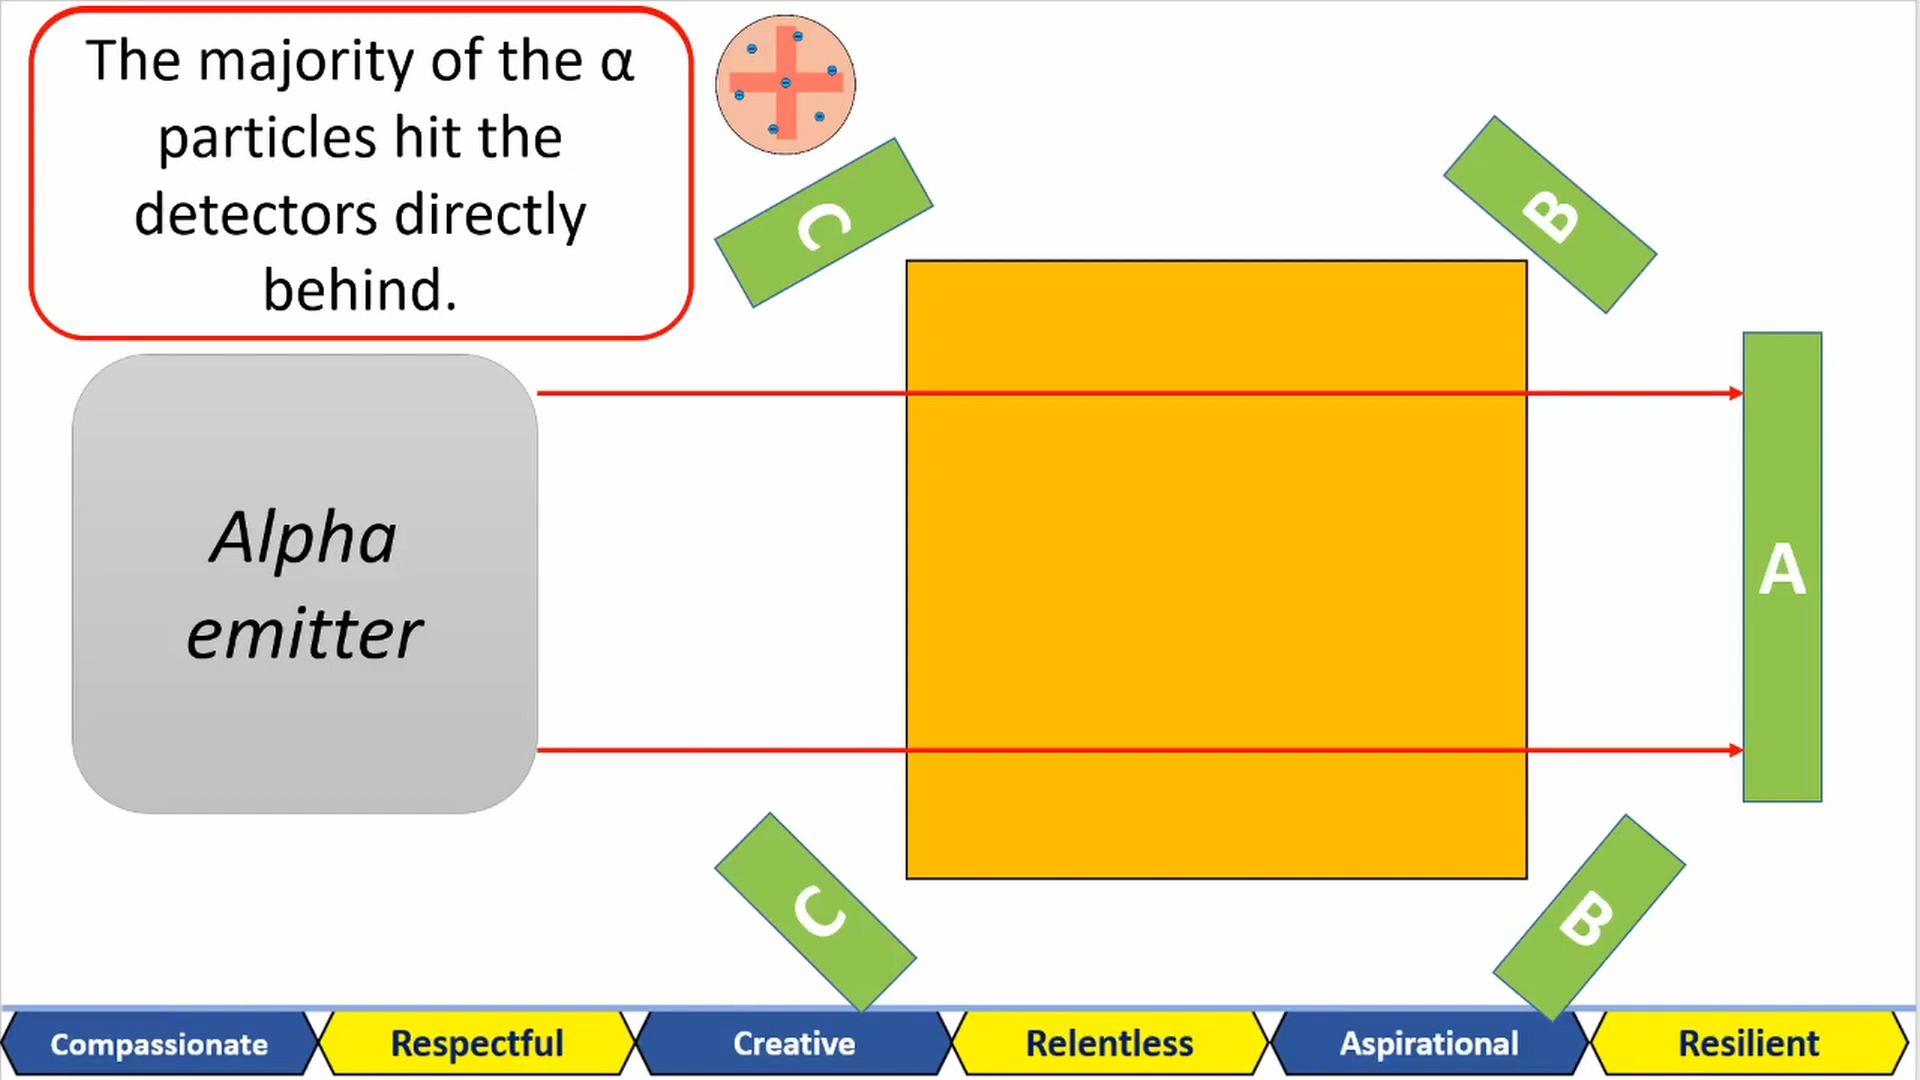 The majority of the α
particles hit the
detectors directly
behind.
C
B
Alpha
emitter
A
C
B
Compassionate
Respectful
Creative
Relentless
Aspirational
Resilient